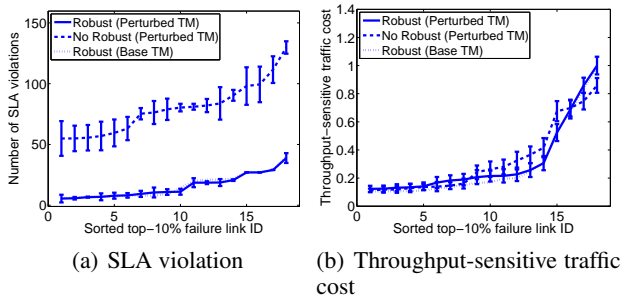 Robust (Perturbed TM)
No Robust (Perturbed TM)
Robust (Base TM)
Number of SLA violations
150
100
50
0
0
5
10
15
Sorted top−10% failure link ID
(a) SLA violation
Robust (Perturbed TM)
No Robust (Perturbed TM)
Robust (Base TM)
Throughput−sensitive traffic cost
1.4
1.2
1
0.8
0.6
0.4
0.2
0
0
5
10
15
Sorted top−10% failure link ID
(b) Throughput-sensitive traffic
cost